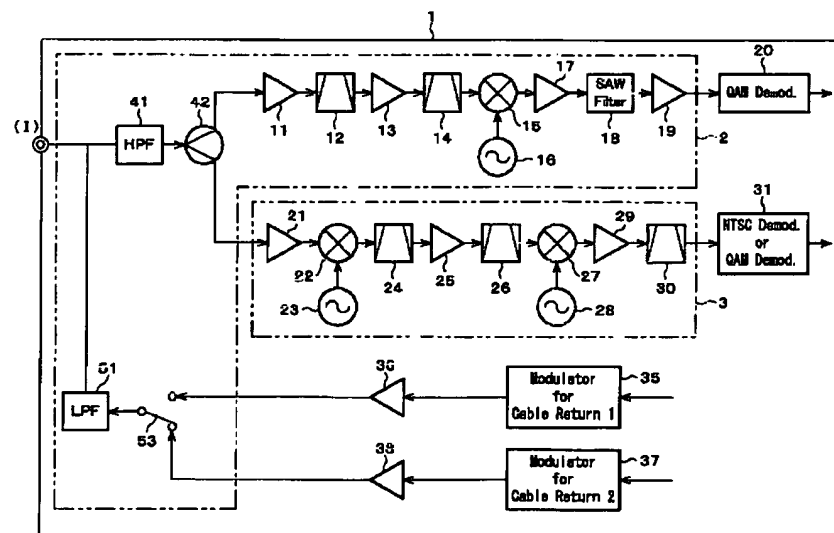 1
17
20
42
41
SAW
Filter
QAM Demod.
(I)
HPF
11
12
13
14
15
18
19
2
16
31
21
29
NTSC Demod.
or
QAM Demod.
22
24
25
26
27
30
23
28
3
36
35
51
Modulator
for
Cable Return 1
LPF
53
38
37
Modulator
for
Cable Return 2